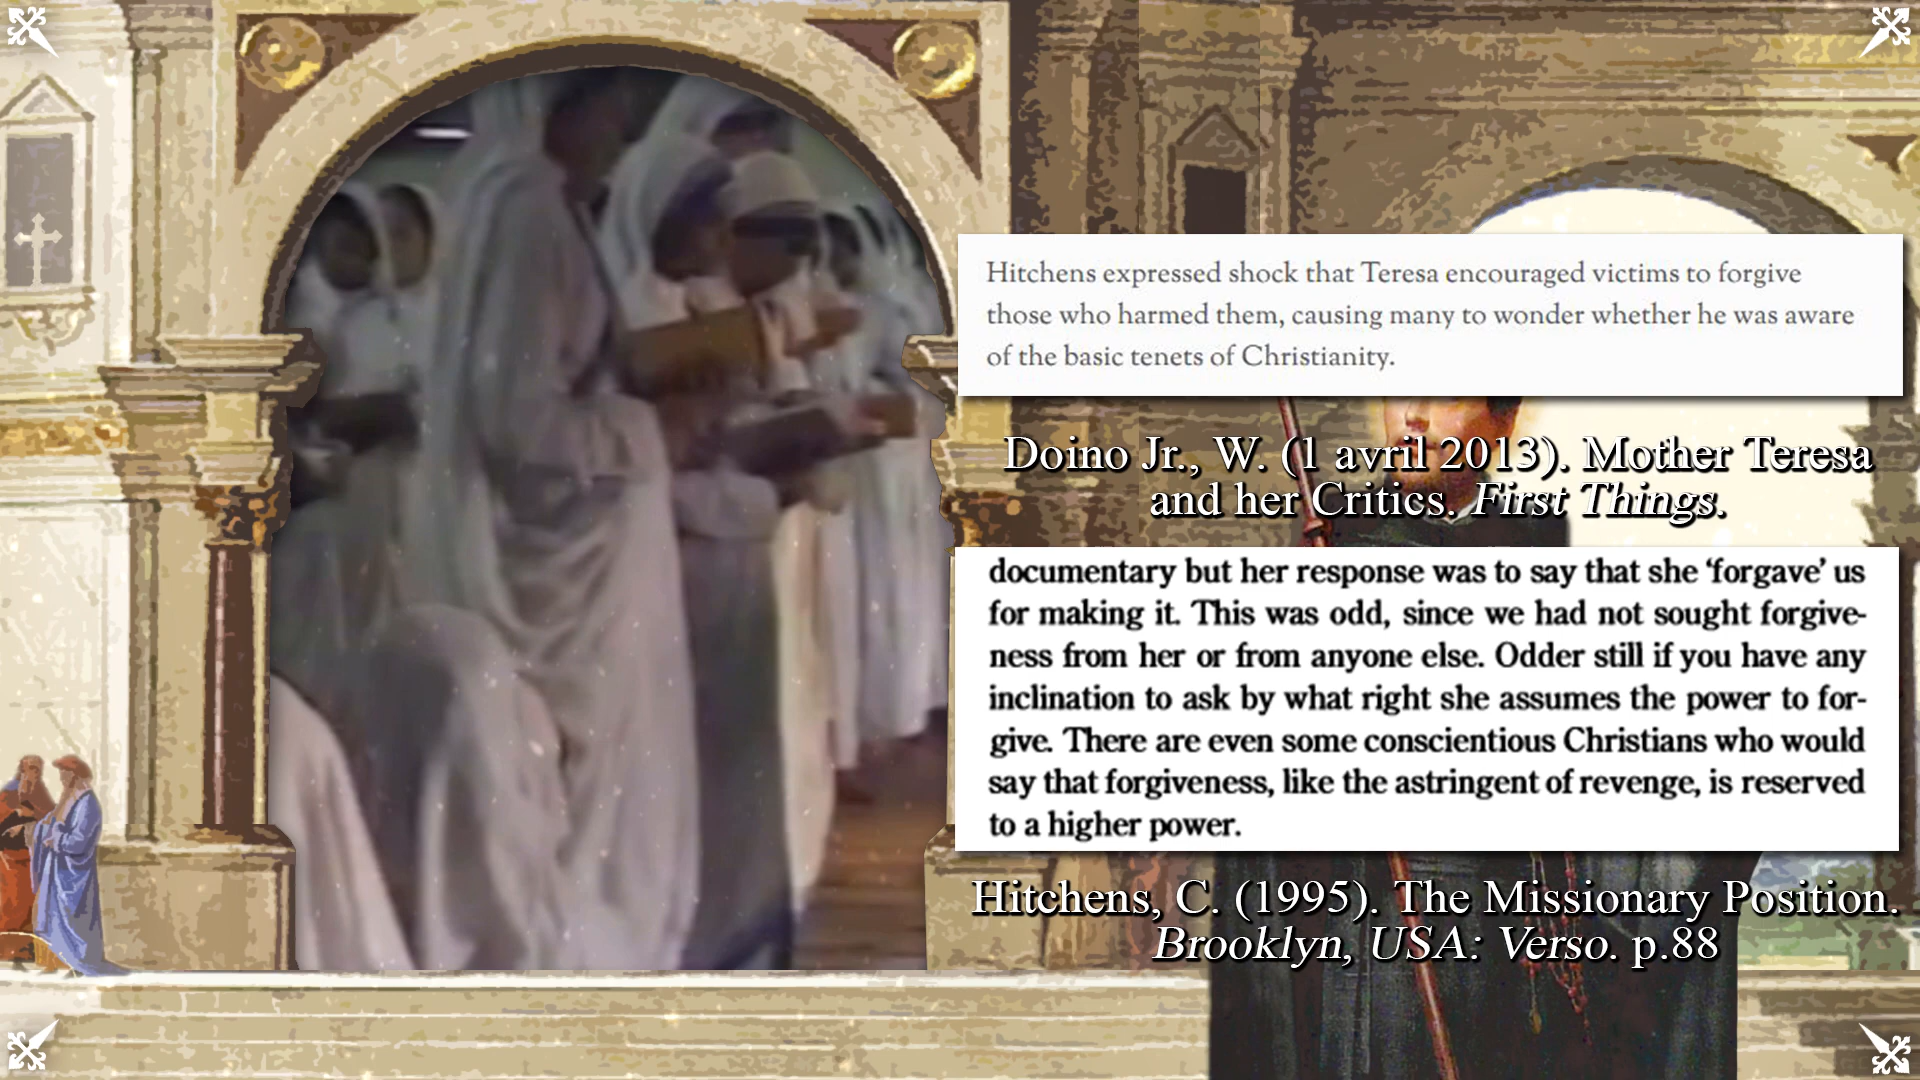 Hitchens expressed shock that Teresa encouraged victims to forgive
those who harmed them, causing many to wonder whether he was aware
of the basic tenets of Christianity.
Doino Jr., W. (1 avril 2013). Mother Teresa
and her Critics. First Things.
documentary but her response was to say that she ‘forgave’ us
for making it. This was odd, since we had not sought forgive-
ness from her or from anyone else. Odder still if you have any
inclination to ask by what right she assumes the power to for-
give. There are even some conscientious Christians who would
say that forgiveness, like the astringent of revenge, is reserved
to a higher power.
Hitchens, C. (1995). The Missionary Position.
Brooklyn, USA: Verso. p.88